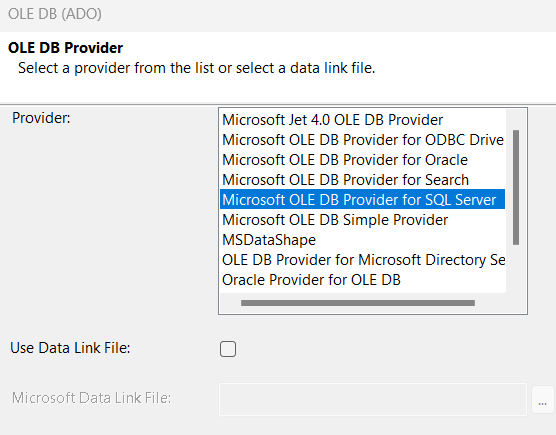 OLE DB (ADO)
OLE DB Provider
Select a provider from the list or select a data link file.
Provider:
Microsoft Jet 4.0 OLE DB Provider
Microsoft OLE DB Provider for ODBC Drive
Microsoft OLE DB Provider for Oracle
Microsoft OLE DB Provider for Search
Microsoft OLE DB Provider for SQL Server
Microsoft OLE DB Simple Provider
MSDataShape
OLE DB Provider for Microsoft Directory Se
Oracle Provider for OLE DB
Use Data Link File:
Microsoft Data Link File:
...